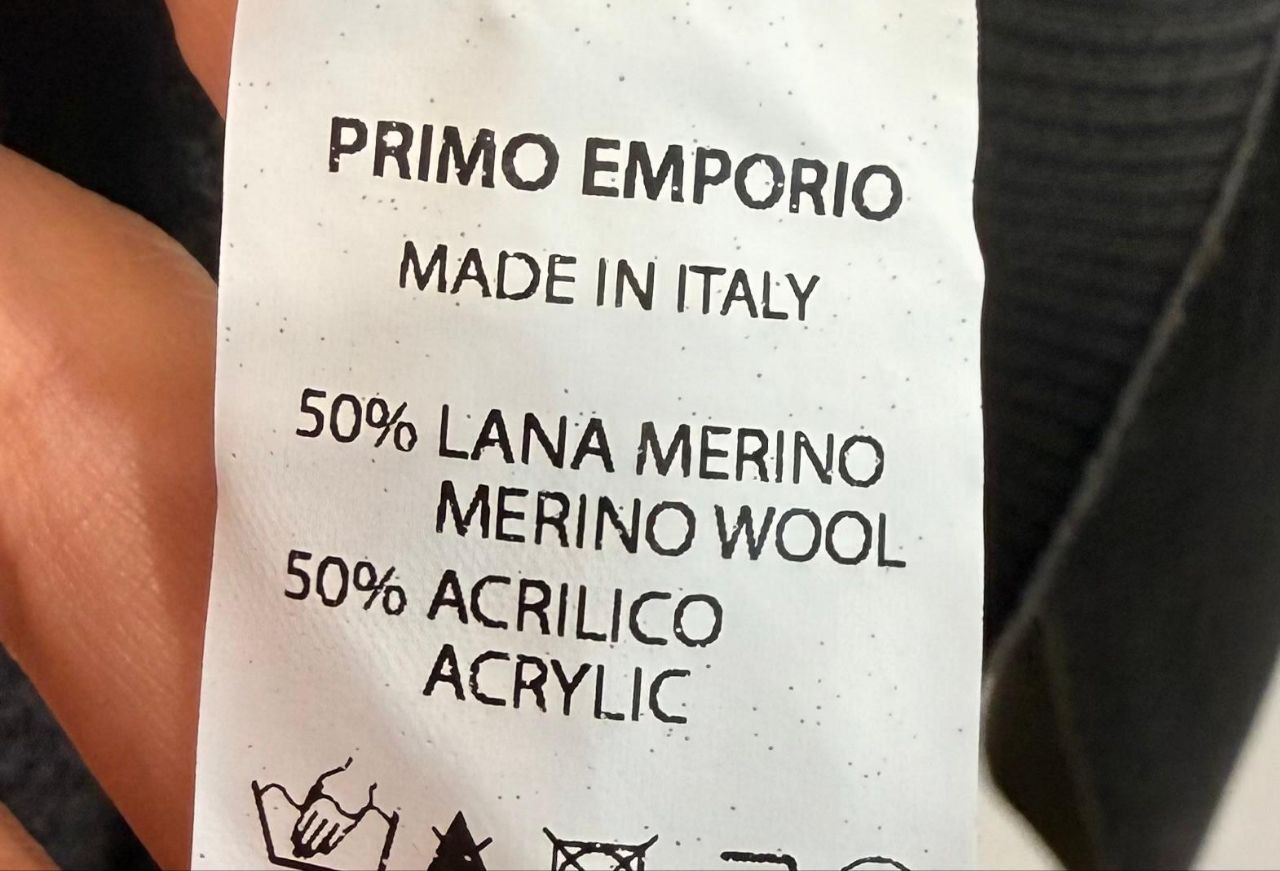 PRIMO EMPORIO
MADE IN ITALY
50% LANA MERINO
MERINO WOOL
50% ACRILICO
ACRYLIC